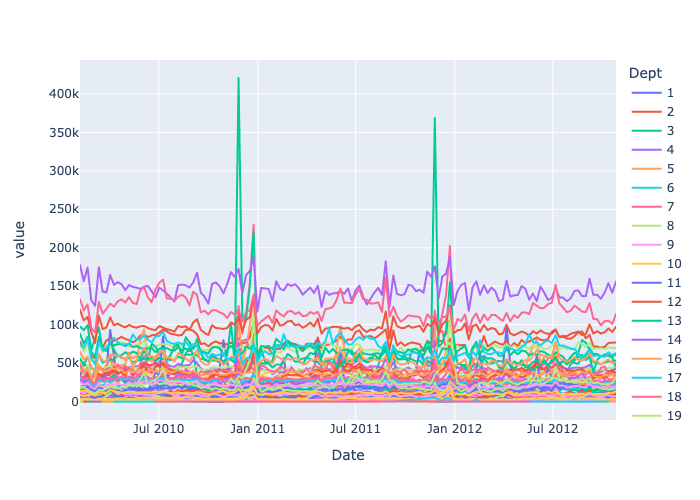 Dept
1
2
3
4
5
6
7
8
9
10
11
12
13
14
16
17
18
19
400k
350k
300k
250k
200k
150k
100k
50k
0
value
Jul 2010
Jan 2011
Jul 2011
Jan 2012
Jul 2012
Date